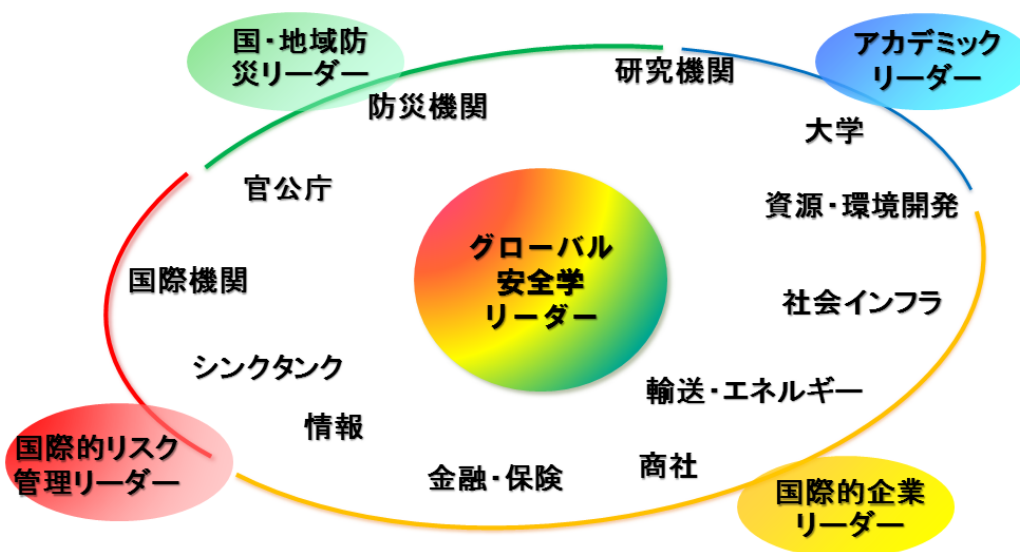 国・地域防
災リーダー
アカデミック
リーダー
研究機関
防災機関
大学
官公庁
資源・環境開発
グローバル
安全学
リーダー
国際機関
社会インフラ
シンクタンク
輸送・エネルギー
情報
国際的リスク
管理リーダー
金融・保険
商社
国際的企業
リーダー